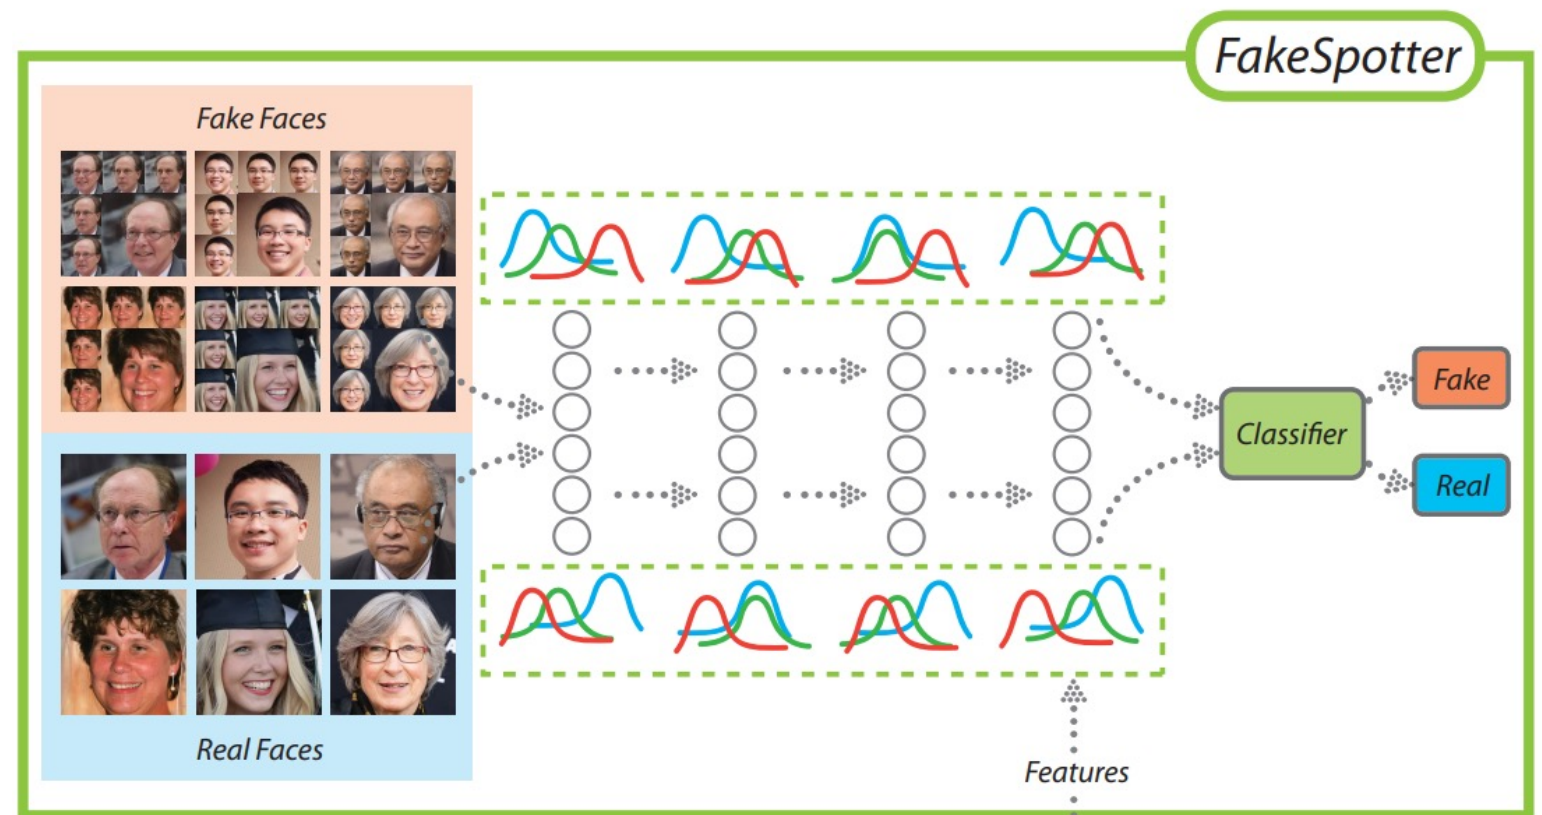 FakeSpotter
Fake Faces
Fake
Classifier
Real
Real Faces
Features